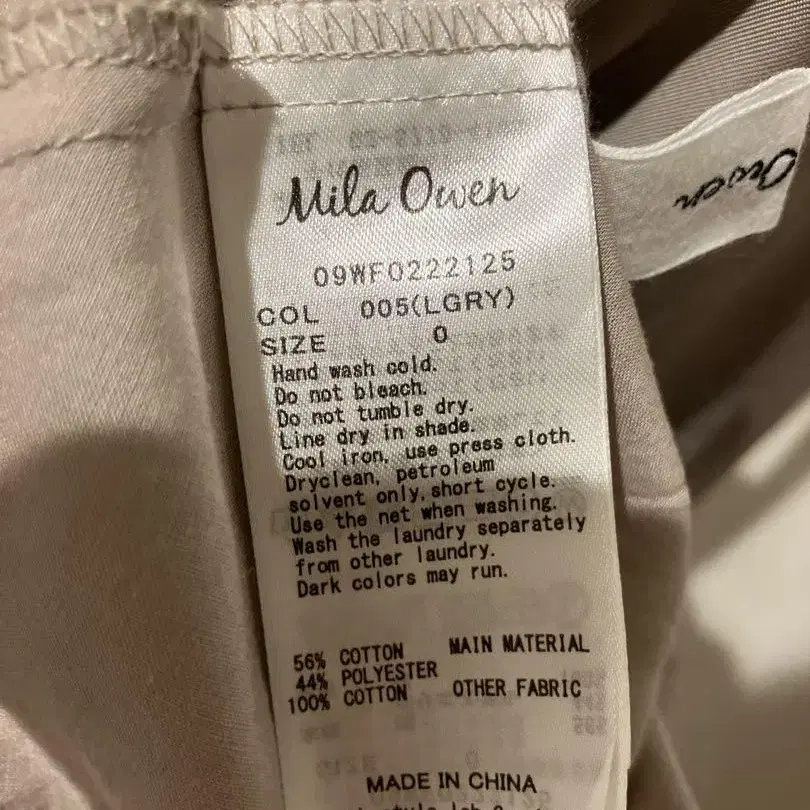 Mila Owen
09WF0222125
COL 005(LGRY)
SIZE 0
Hand wash cold.
Do not bleach.
Do not tumble dry.
Line dry in shade.
Cool iron, use press cloth.
Dryclean, petroleum
solvent only, short cycle.
Use the net when washing.
Wash the laundry separately
from other laundry.
Dark colors may run.
56% COTTON MAIN MATERIAL
44% POLYESTER
100% COTTON OTHER FABRIC
MADE IN CHINA
Owen